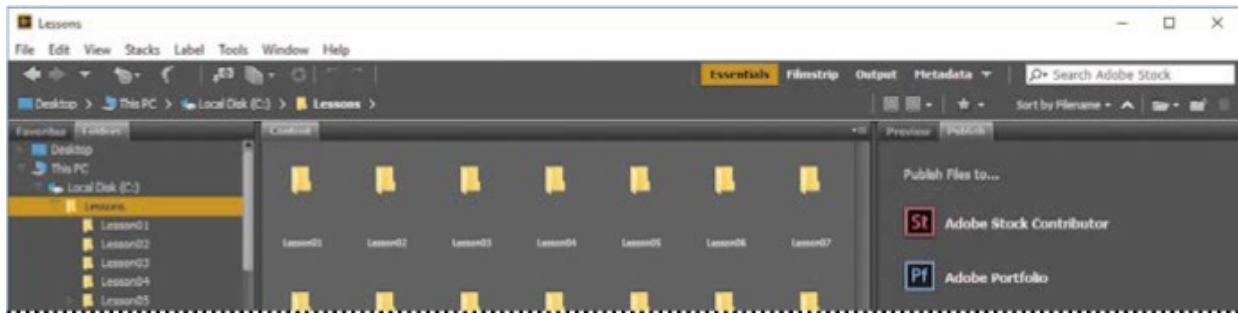 Lessons
File Edit View Stacks Label Tools Window Help
Essentials Filmstrip Output Metadata Search Adobe Stock
Desktop > This PC > Local Disk (C:) > Lessons >
Sort by Filename
Favorites Folders
Content
Preview Publish
Desktop
This PC
Local Disk (C:)
Lessons
Lesson01
Lesson02
Lesson03
Lesson04
Lesson05
Lesson01 Lesson02 Lesson03 Lesson04 Lesson05 Lesson06 Lesson07
Publish Files to...
St Adobe Stock Contributor
Pf Adobe Portfolio